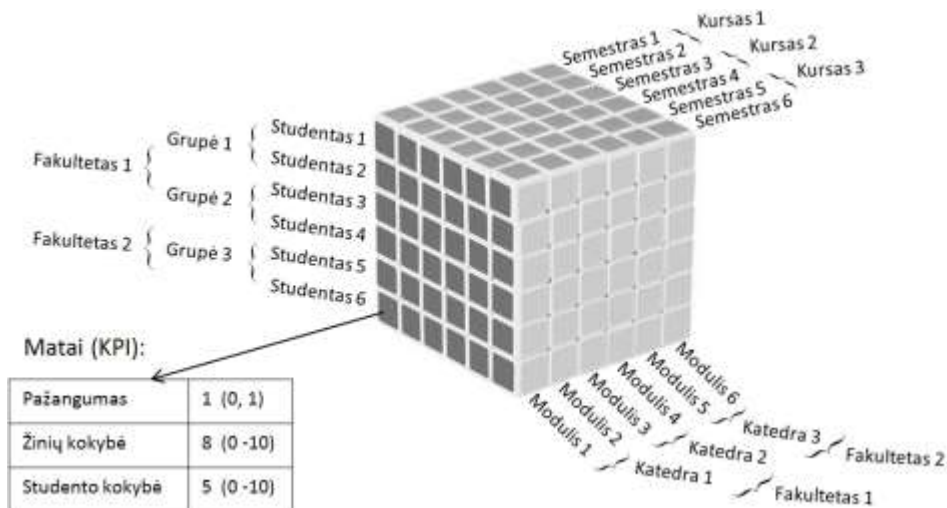 Semestras 1
Semestras 2
Semestras 3
Semestras 4
Semestras 5
Semestras 6
Kursas 1
Kursas 2
Kursas 3
Fakultetas 1
Fakultetas 2
Grupė 1
Grupė 2
Grupė 3
Studentas 1
Studentas 2
Studentas 3
Studentas 4
Studentas 5
Studentas 6
Matai (KPI):
Pažangumas 1 (0, 1)
Žinių kokybė 8 (0 -10)
Studento kokybė 5 (0 -10)
Modulis 1
Modulis 2
Modulis 3
Modulis 4
Modulis 5
Modulis 6
Katedra 1
Katedra 2
Katedra 3
Fakultetas 1
Fakultetas 2